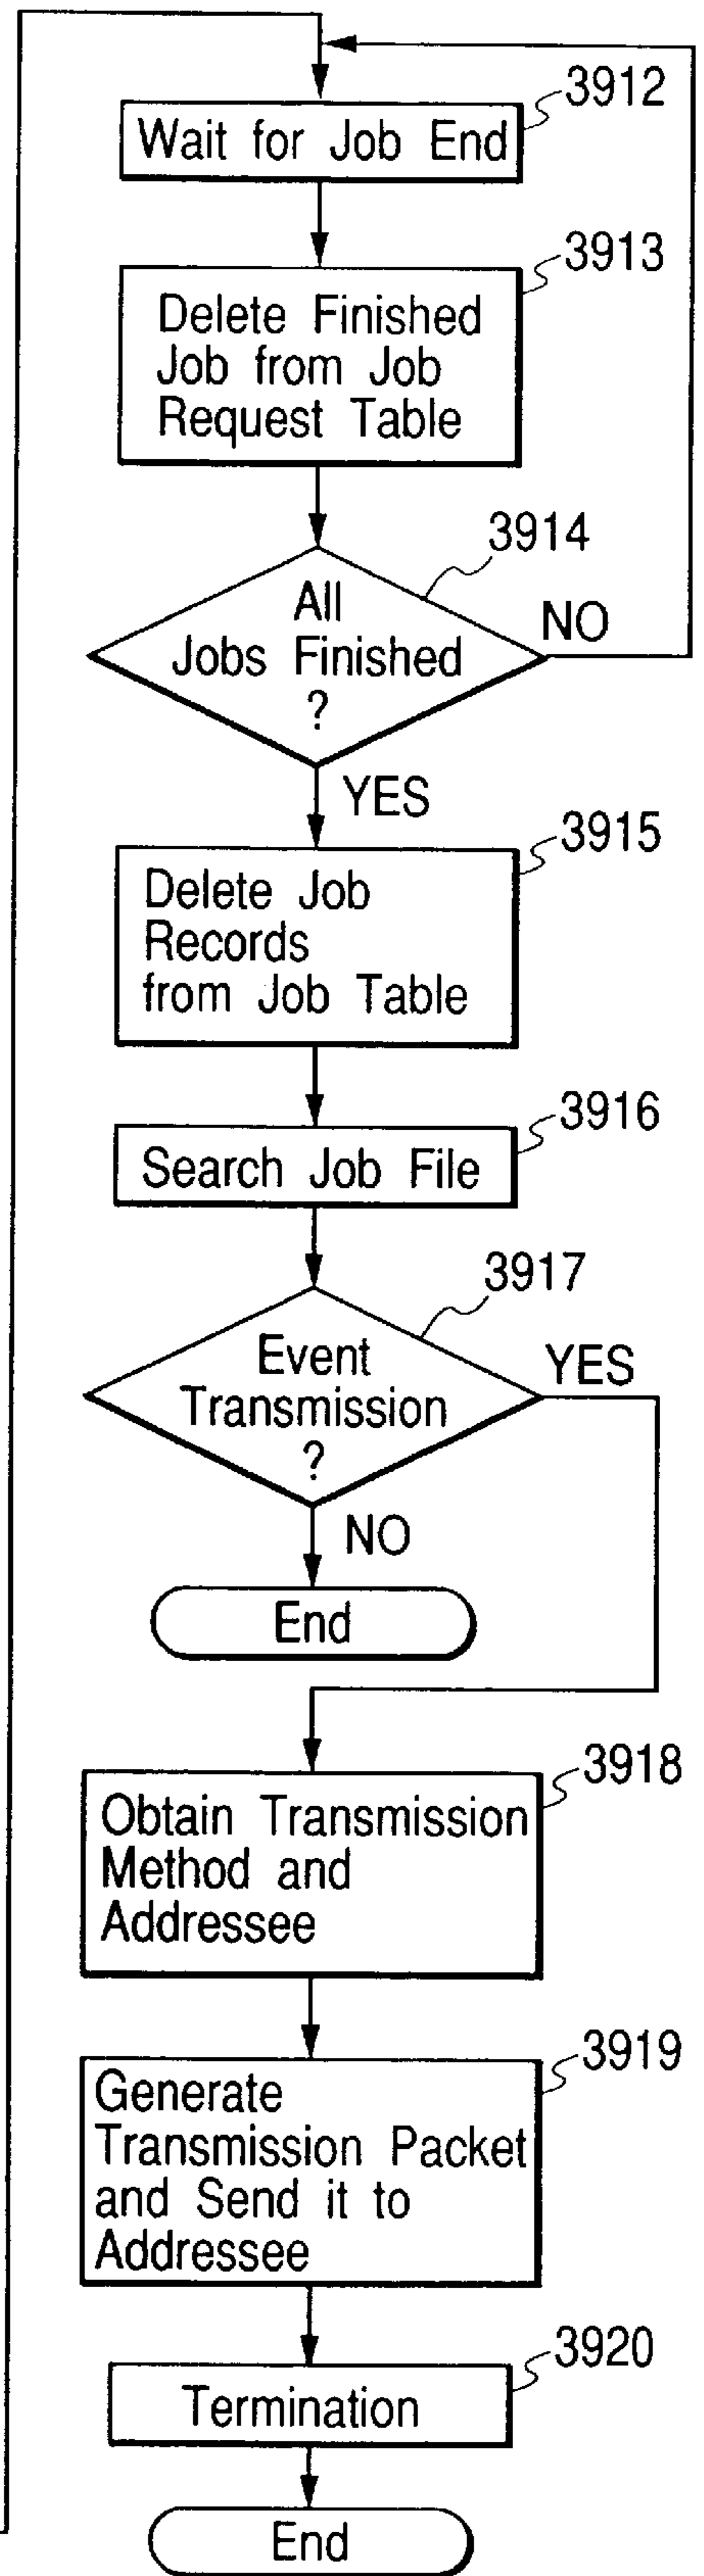 3912
Wait for Job End
3913
Delete Finished
Job from Job
Request Table
3914
All
Jobs Finished
?
NO
YES
3915
Delete Job
Records
from Job Table
3916
Search Job File
3917
Event
Transmission
?
YES
NO
End
3918
Obtain Transmission
Method and
Addressee
3919
Generate
Transmission Packet
and Send it to
Addressee
3920
Termination
End